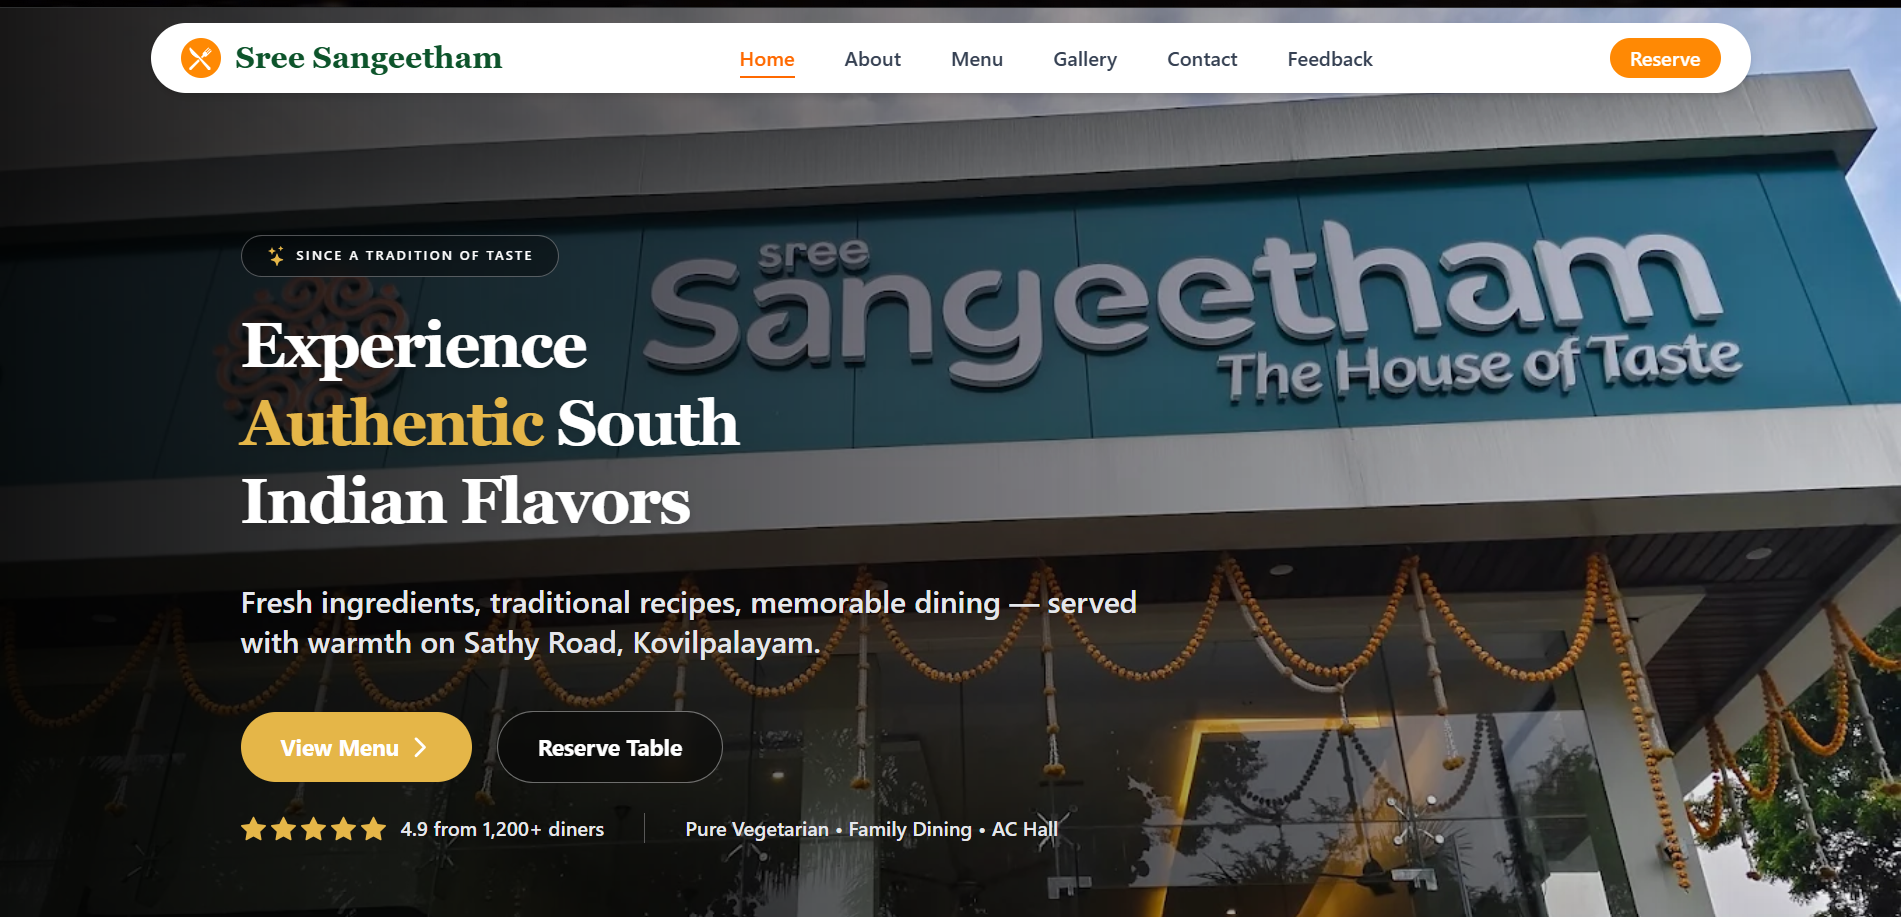 Sree Sangeetham
Home About Menu Gallery Contact Feedback
Reserve
sree
Sangeetham
The House of Taste
SINCE A TRADITION OF TASTE
Experience
Authentic South
Indian Flavors
Fresh ingredients, traditional recipes, memorable dining — served
with warmth on Sathy Road, Kovilpalayam.
View Menu
Reserve Table
4.9 from 1,200+ diners
Pure Vegetarian • Family Dining • AC Hall